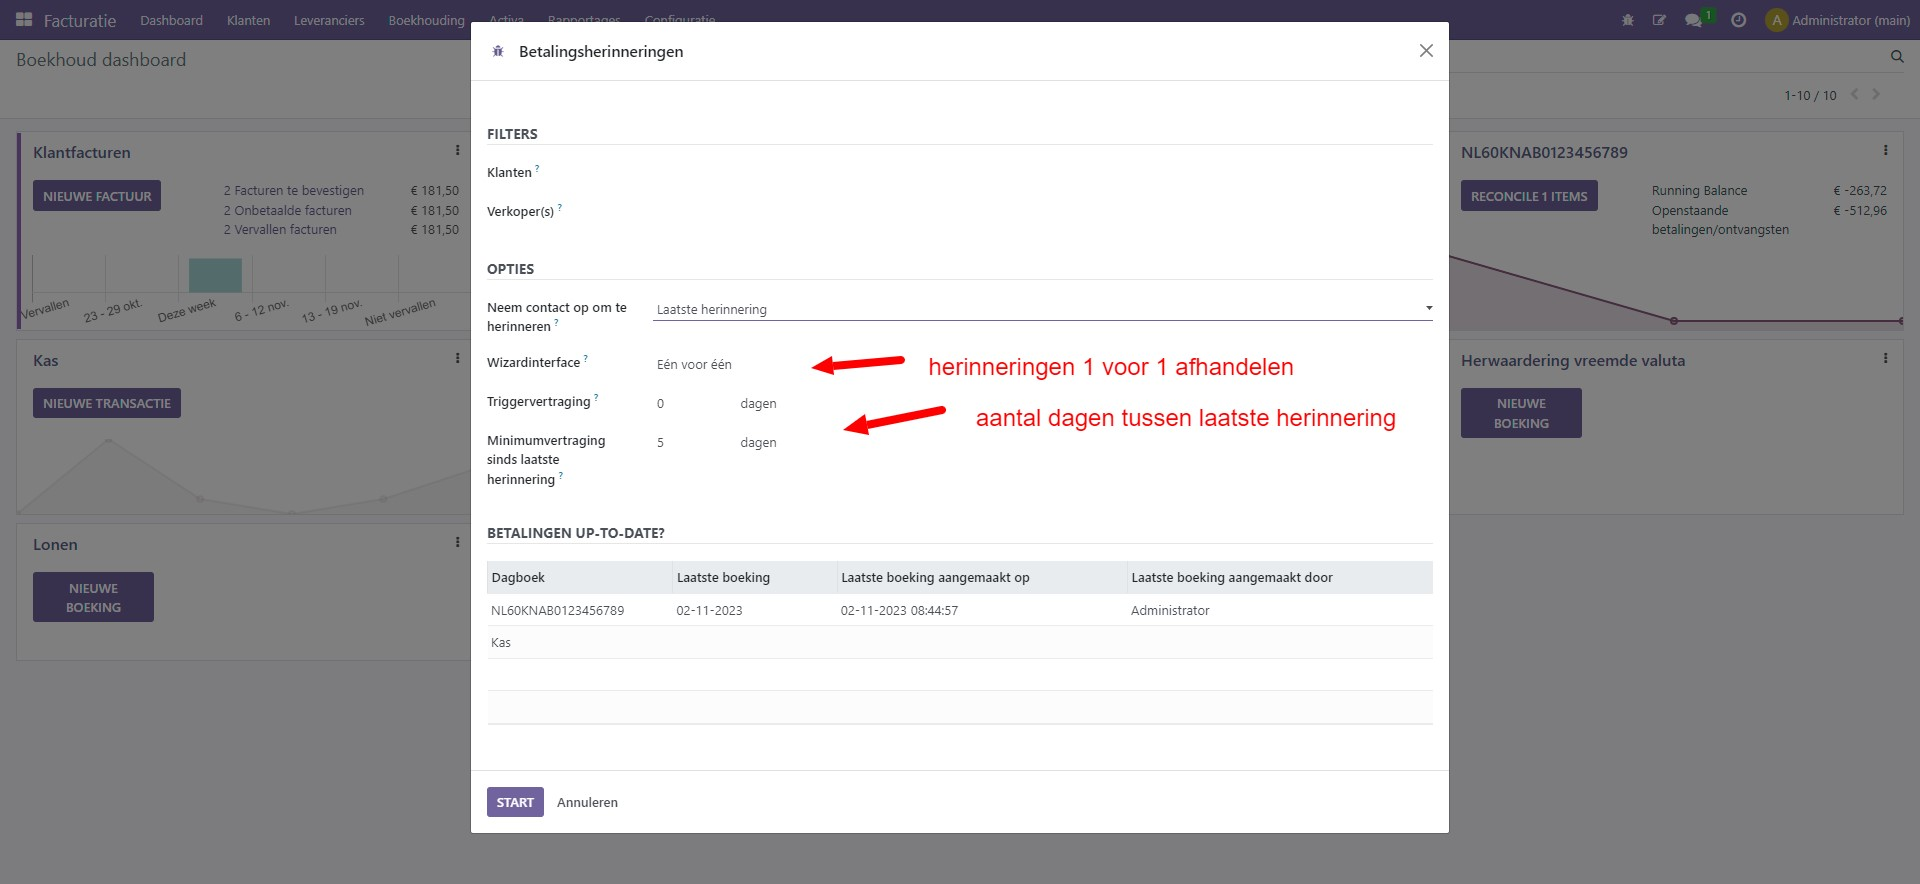 Facturatie Dashboard Klanten Leveranciers Boekhouding Activa Rapportages Configuratie 1 A Administrator (main)
Boekhoud dashboard
1-10 / 10
Klantfacturen
NIEUWE FACTUUR
2 Facturen te bevestigen € 181,50
2 Onbetaalde facturen € 181,50
2 Vervallen facturen € 181,50
Vervallen 23 - 29 okt. Deze week 6 - 12 nov. 13 - 19 nov. Niet vervallen
Kas
NIEUWE TRANSACTIE
Lonen
NIEUWE
BOEKING
Betalingsherinneringen
FILTERS
Klanten ?
Verkoper(s) ?
OPTIES
Neem contact op om te
herinneren ?
Laatste herinnering
Wizardinterface ? Eén voor één
herinneringen 1 voor 1 afhandelen
Triggervertraging ? 0 dagen
aantal dagen tussen laatste herinnering
Minimumvertraging
sinds laatste
herinnering ?
5 dagen
BETALINGEN UP-TO-DATE?
Dagboek Laatste boeking Laatste boeking aangemaakt op Laatste boeking aangemaakt door
NL60KNAB0123456789 02-11-2023 02-11-2023 08:44:57 Administrator
Kas
START Annuleren
NL60KNAB0123456789
RECONCILE 1 ITEMS
Running Balance € -263,72
Openstaande € -512,96
betalingen/ontvangsten
Herwaardering vreemde valuta
NIEUWE
BOEKING